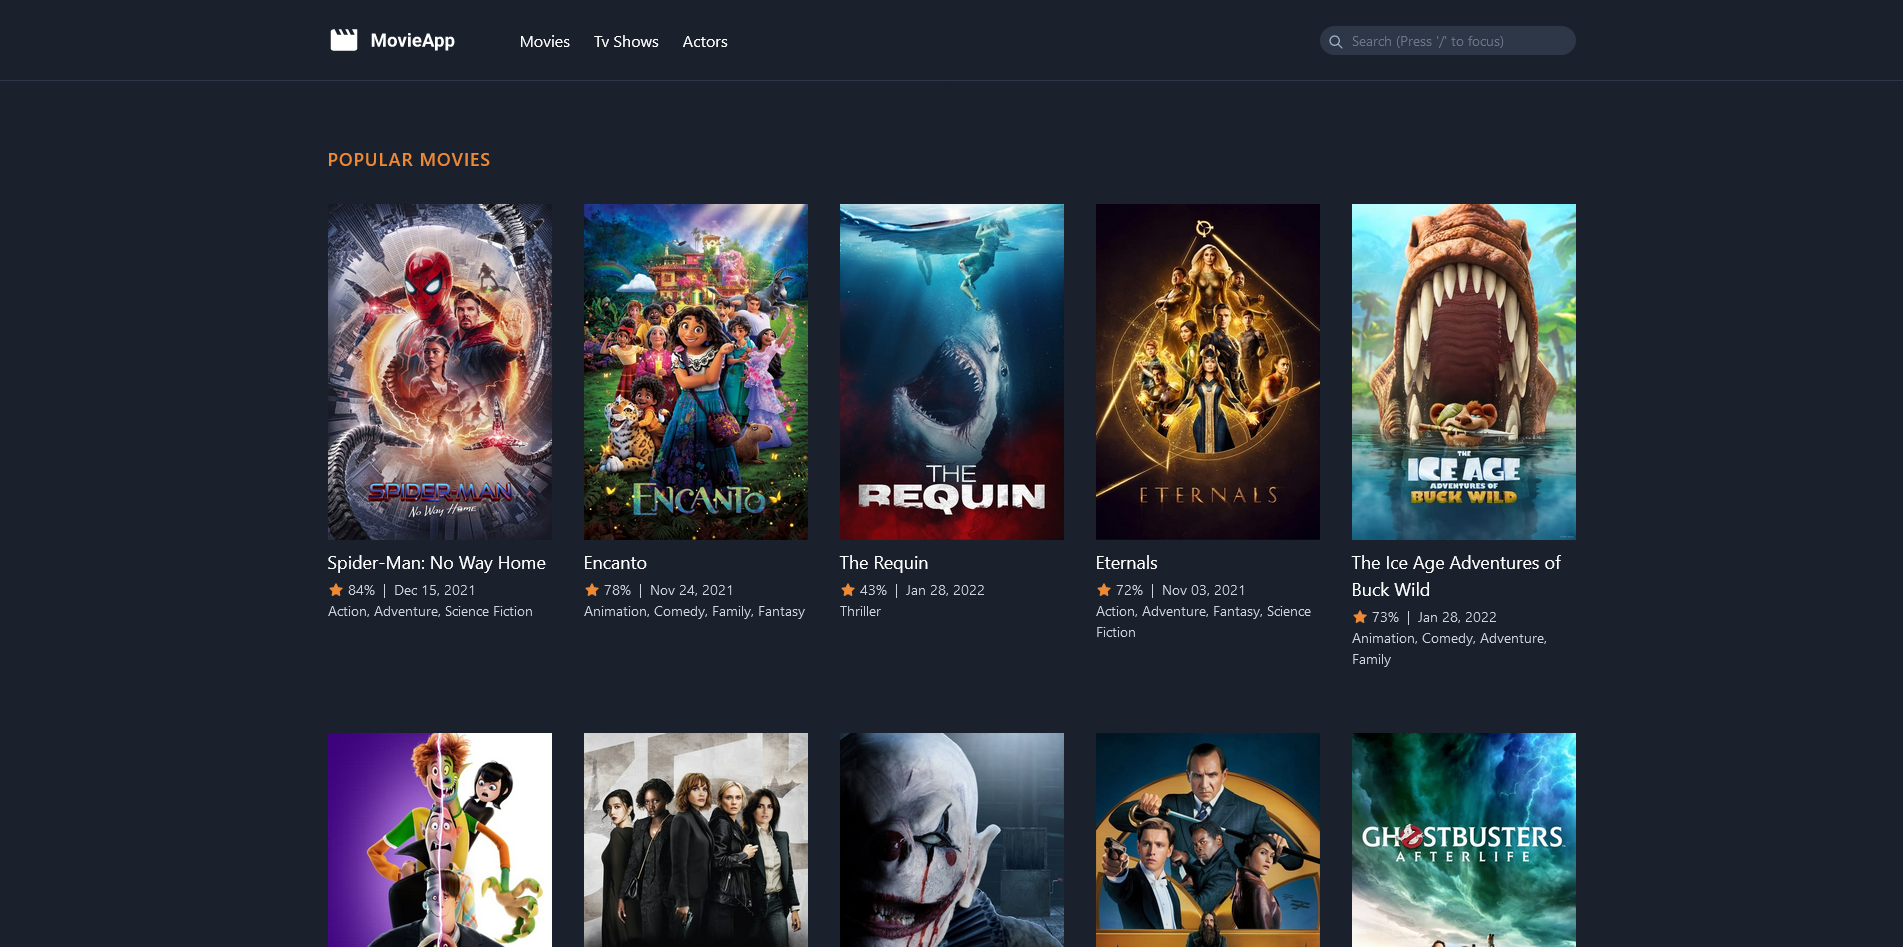 MovieApp
Movies
Tv Shows
Actors
Search (Press '/' to focus)
POPULAR MOVIES
SPIDER-MAN
No Way Home
ENCANTO
THE
REQUIN
ETERNALS
THE
ICE AGE
ADVENTURES OF
BUCK WILD
Spider-Man: No Way Home
84% | Dec 15, 2021
Action, Adventure, Science Fiction
Encanto
78% | Nov 24, 2021
Animation, Comedy, Family, Fantasy
The Requin
43% | Jan 28, 2022
Thriller
Eternals
72% | Nov 03, 2021
Action, Adventure, Fantasy, Science
Fiction
The Ice Age Adventures of
Buck Wild
73% | Jan 28, 2022
Animation, Comedy, Adventure,
Family
GHOSTBUSTERS
AFTERLIFE